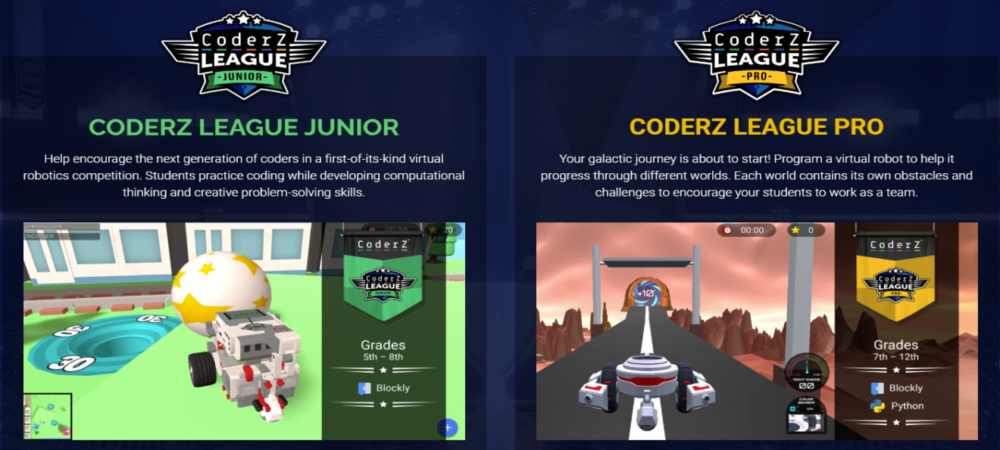 CoderZ
LEAGUE
-JUNIOR-
CODERZ LEAGUE JUNIOR
Help encourage the next generation of coders in a first-of-its-kind virtual
robotics competition. Students practice coding while developing computational
thinking and creative problem-solving skills.
GYROSCOPE
ENCODER
00:18
20
30
30
30
CoderZ
CoderZ
LEAGUE
-JUNIOR-
Grades
5th – 8th
Blockly
+
CoderZ
LEAGUE
-PRO-
CODERZ LEAGUE PRO
Your galactic journey is about to start! Program a virtual robot to help it
progress through different worlds. Each world contains its own obstacles and
challenges to encourage your students to work as a team.
00:00
0
+10
RIGHT ENGINE
00
COLOR
SENSOR
CoderZ
CoderZ
LEAGUE
-PRO-
Grades
7th – 12th
Blockly
Python